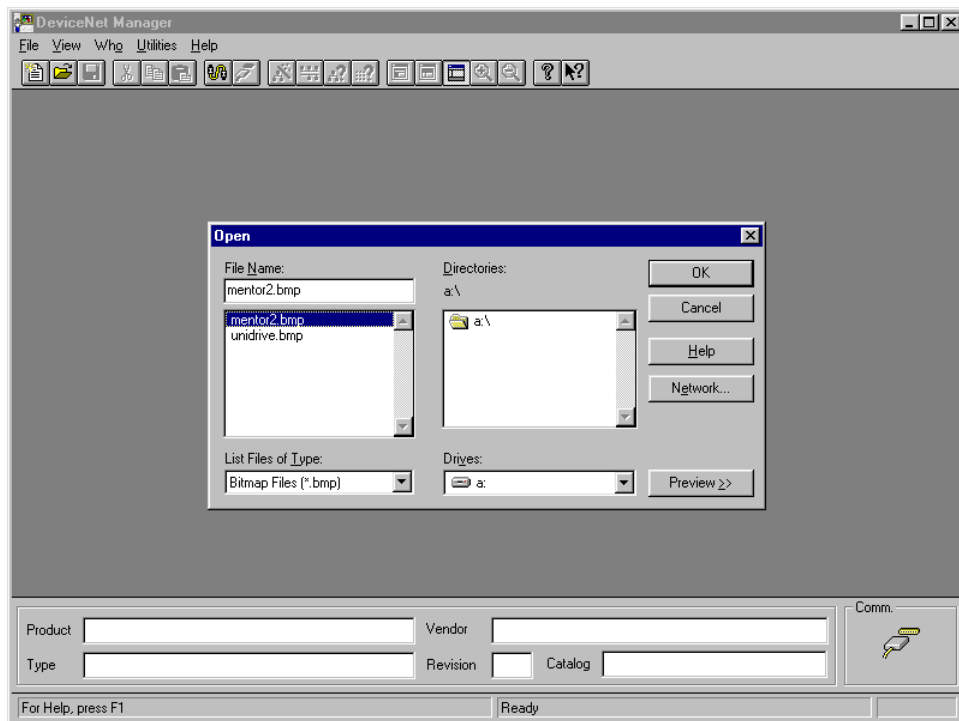 DeviceNet Manager
File View Who Utilities Help
Open
File Name:
mentor2.bmp
mentor2.bmp
unidrive.bmp
Directories:
a:\
a:\
OK
Cancel
Help
Network...
List Files of Type:
Bitmap Files (*.bmp)
Drives:
a:
Preview >>
Product
Vendor
Type
Revision
Catalog
Comm.
For Help, press F1
Ready